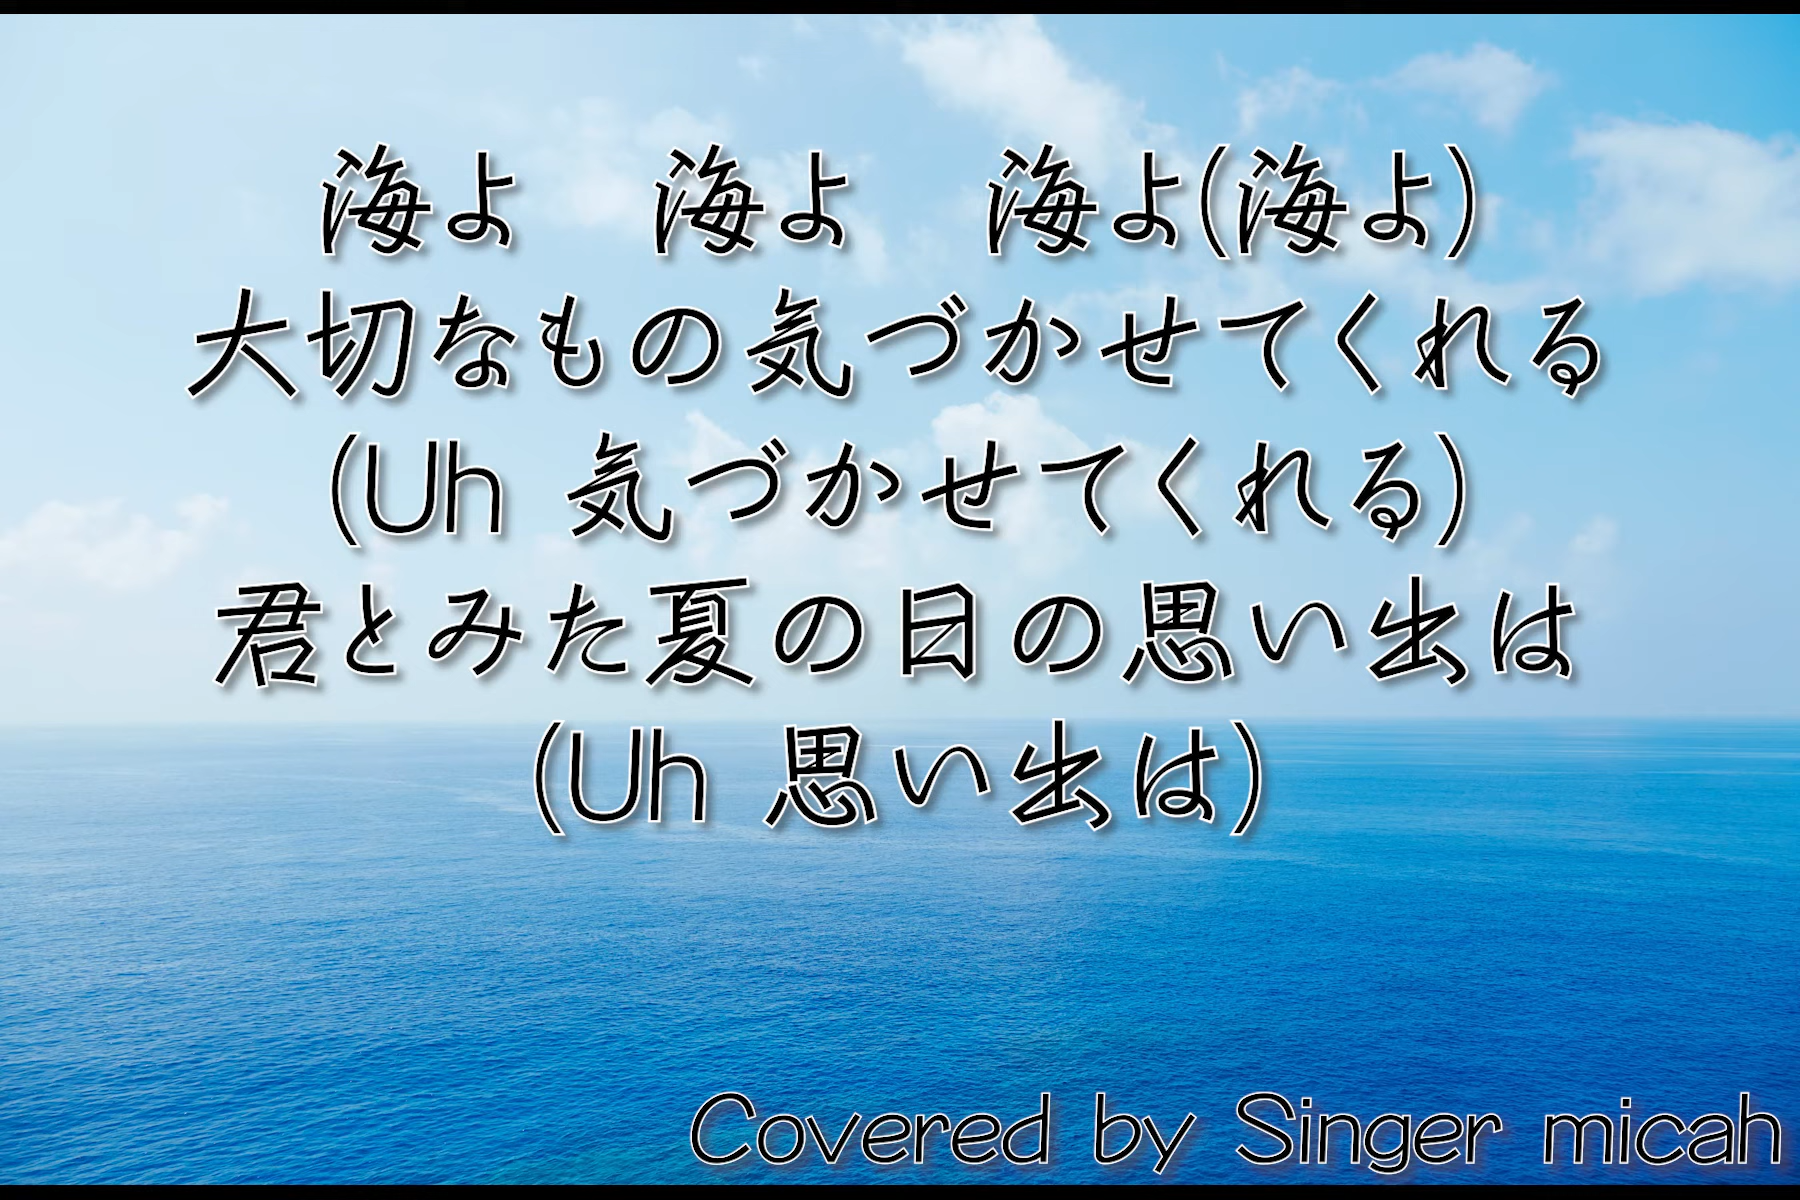 海よ　海よ　海よ(海よ)
大切なもの気づかせてくれる
(Uh 気づかせてくれる)
君とみた夏の日の思い出は
(Uh 思い出は)
Covered by Singer micah